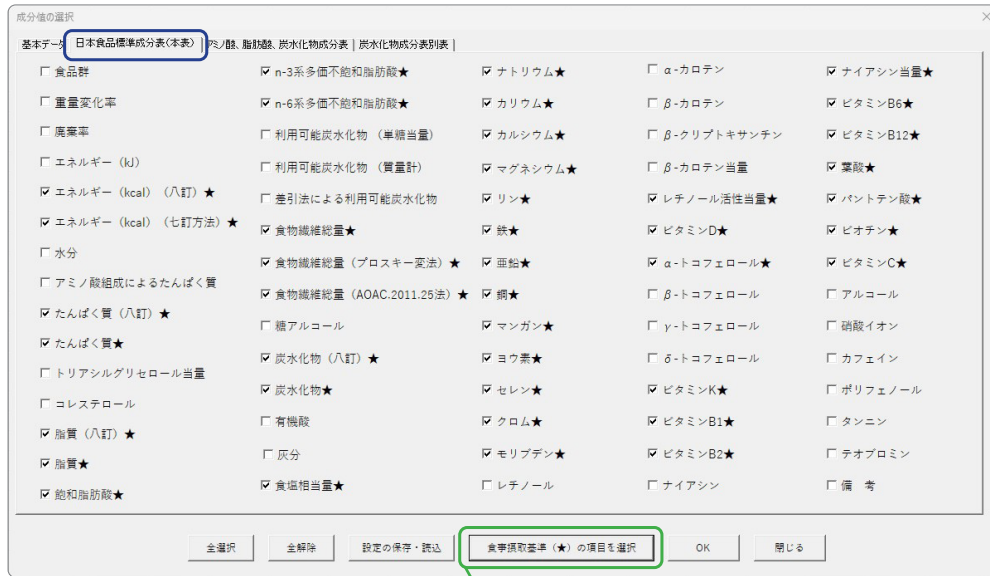 成分値の選択
基本データ
日本食品標準成分表(本表)
アミノ酸、脂肪酸、炭水化物成分表
炭水化物成分表別表
食品群
重量変化率
廃棄率
エネルギー（kJ）
エネルギー（kcal）（八訂）★
エネルギー（kcal）（七訂方法）★
水分
アミノ酸組成によるたんぱく質
たんぱく質（八訂）★
たんぱく質★
トリアシルグリセロール当量
コレステロール
脂質（八訂）★
脂質★
飽和脂肪酸★
n-3系多価不飽和脂肪酸★
n-6系多価不飽和脂肪酸★
利用可能炭水化物 （単糖当量）
利用可能炭水化物 （質量計）
差引法による利用可能炭水化物
食物繊維総量★
食物繊維総量（プロスキー変法）★
食物繊維総量（AOAC.2011.25法）★
糖アルコール
炭水化物（八訂）★
炭水化物★
有機酸
灰分
食塩相当量★
ナトリウム★
カリウム★
カルシウム★
マグネシウム★
リン★
鉄★
亜鉛★
銅★
マンガン★
ヨウ素★
セレン★
クロム★
モリブデン★
レチノール
α-カロテン
β-カロテン
β-クリプトキサンチン
β-カロテン当量
レチノール活性当量★
ビタミンD★
α-トコフェロール★
β-トコフェロール
γ-トコフェロール
δ-トコフェロール
ビタミンK★
ビタミンB1★
ビタミンB2★
ナイアシン
ナイアシン当量★
ビタミンB6★
ビタミンB12★
葉酸★
パントテン酸★
ビオチン★
ビタミンC★
アルコール
硝酸イオン
カフェイン
ポリフェノール
タンニン
テオブロミン
備 考
全選択
全解除
設定の保存・読込
食事摂取基準（★）の項目を選択
OK
閉じる